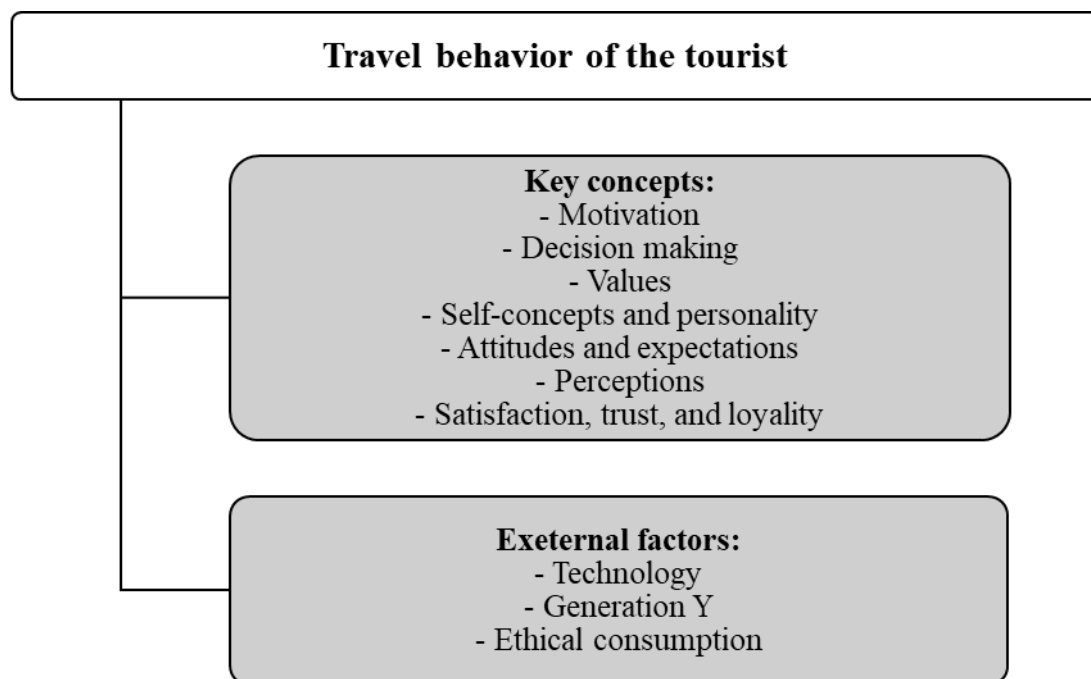 Travel behavior of the tourist
Key concepts:
- Motivation
- Decision making
- Values
- Self-concepts and personality
- Attitudes and expectations
- Perceptions
- Satisfaction, trust, and loyality
Exeternal factors:
- Technology
- Generation Y
- Ethical consumption